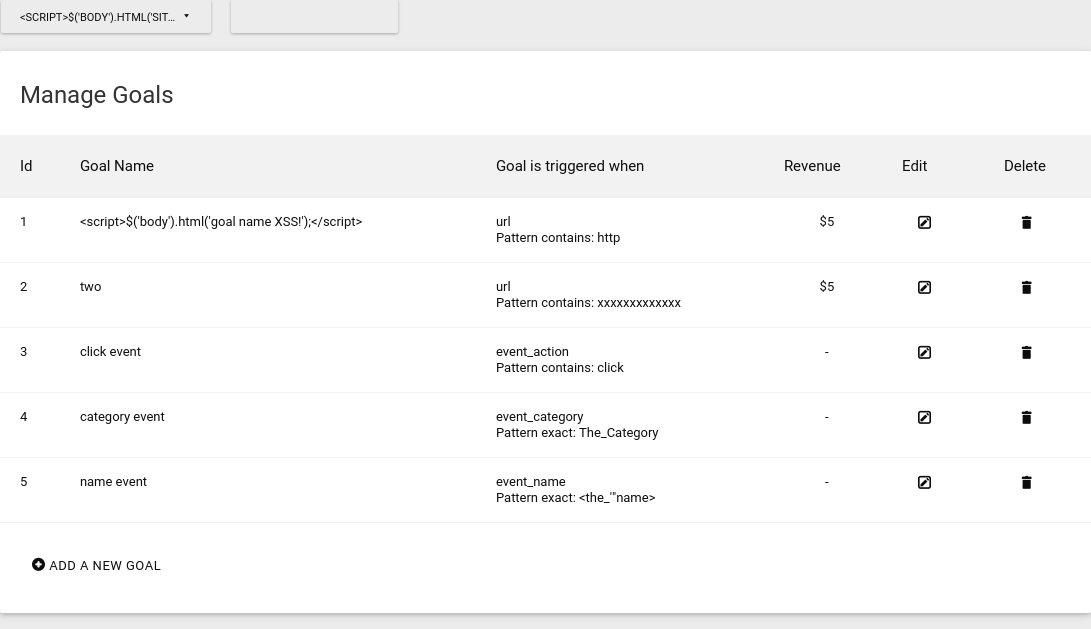 <SCRIPT>$('BODY').HTML('SIT...
Manage Goals
Id Goal Name Goal is triggered when Revenue Edit Delete
1 <script>$('body').html('goal name XSS!');</script> url $5
Pattern contains: http
2 two url $5
Pattern contains: xxxxxxxxxxxxx
3 click event event_action -
Pattern contains: click
4 category event event_category -
Pattern exact: The_Category
5 name event event_name -
Pattern exact: <the_'"name>
ADD A NEW GOAL